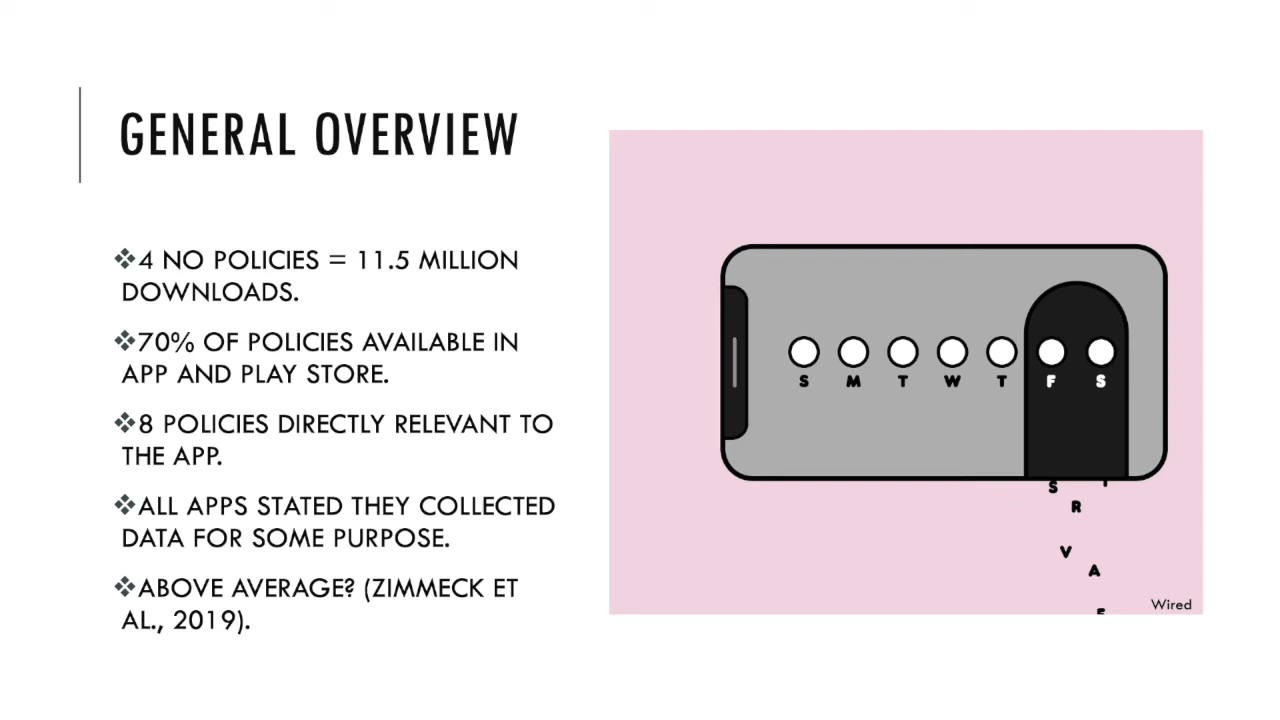 GENERAL OVERVIEW
❖4 NO POLICIES = 11.5 MILLION
DOWNLOADS.
❖70% OF POLICIES AVAILABLE IN
APP AND PLAY STORE.
❖8 POLICIES DIRECTLY RELEVANT TO
THE APP.
❖ALL APPS STATED THEY COLLECTED
DATA FOR SOME PURPOSE.
❖ABOVE AVERAGE? (ZIMMECK ET
AL., 2019).
S M T W T F S
S
R
V
A
Wired